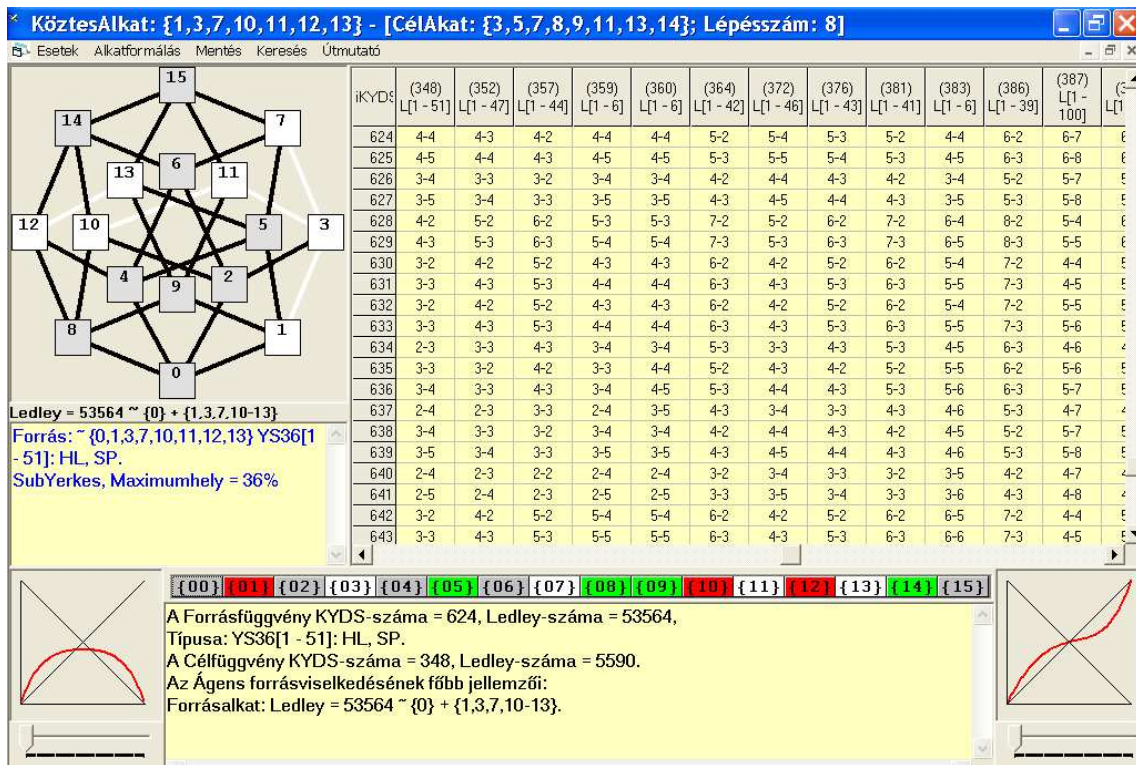 KöztesAlkat: {1,3,7,10,11,12,13} - [CélAkat: {3,5,7,8,9,11,13,14}; Lépésszám: 8]
Esetek Alkatformálás Mentés Keresés Útmutató
15
14 7
13 6 11
12 10 5 3
4 9 2
8 1
0
Ledley = 53564 ~ {0} + {1,3,7,10-13}
Forrás: ~ {0,1,3,7,10,11,12,13} YS36[1
- 51]: HL, SP.
SubYerkes, Maximumhely = 36%
iKYDS (348) (352) (357) (359) (360) (364) (372) (376) (381) (383) (386) (387)
L[1 - 51] L[1 - 47] L[1 - 44] L[1 - 6] L[1 - 6] L[1 - 42] L[1 - 46] L[1 - 43] L[1 - 41] L[1 - 6] L[1 - 39] L[1 - 100]
624 4-4 4-3 4-2 4-4 4-4 5-2 5-4 5-3 5-2 4-4 6-2 6-7
625 4-5 4-4 4-3 4-5 4-5 5-3 5-5 5-4 5-3 4-5 6-3 6-8
626 3-4 3-3 3-2 3-4 3-4 4-2 4-4 4-3 4-2 3-4 5-2 5-7
627 3-5 3-4 3-3 3-5 3-5 4-3 4-5 4-4 4-3 3-5 5-3 5-8
628 4-2 5-2 6-2 5-3 5-3 7-2 5-2 6-2 7-2 6-4 8-2 5-4
629 4-3 5-3 6-3 5-4 5-4 7-3 5-3 6-3 7-3 6-5 8-3 5-5
630 3-2 4-2 5-2 4-3 4-3 6-2 4-2 5-2 6-2 5-4 7-2 4-4
631 3-3 4-3 5-3 4-4 4-4 6-3 4-3 5-3 6-3 5-5 7-3 4-5
632 3-2 4-2 5-2 4-3 4-3 6-2 4-2 5-2 6-2 5-4 7-2 5-5
633 3-3 4-3 5-3 4-4 4-4 6-3 4-3 5-3 6-3 5-5 7-3 5-6
634 2-3 3-3 4-3 3-4 3-4 5-3 3-3 4-3 5-3 4-5 6-3 4-6
635 3-3 3-2 4-2 3-3 4-4 5-2 4-3 4-2 5-2 5-5 6-2 5-6
636 3-4 3-3 4-3 3-4 4-5 5-3 4-4 4-3 5-3 5-6 6-3 5-7
637 2-4 2-3 3-3 2-4 3-5 4-3 3-4 3-3 4-3 4-6 5-3 4-7
638 3-4 3-3 3-2 3-4 3-4 4-2 4-4 4-3 4-2 4-5 5-2 5-7
639 3-5 3-4 3-3 3-5 3-5 4-3 4-5 4-4 4-3 4-6 5-3 5-8
640 2-4 2-3 2-2 2-4 2-4 3-2 3-4 3-3 3-2 3-5 4-2 4-7
641 2-5 2-4 2-3 2-5 2-5 3-3 3-5 3-4 3-3 3-6 4-3 4-8
642 3-2 4-2 5-2 5-4 5-4 6-2 4-2 5-2 6-2 6-5 7-2 4-4
643 3-3 4-3 5-3 5-5 5-5 6-3 4-3 5-3 6-3 6-6 7-3 4-5
{00} {01} {02} {03} {04} {05} {06} {07} {08} {09} {10} {11} {12} {13} {14} {15}
A Forrásfüggvény KYDS-száma = 624, Ledley-száma = 53564,
Típusa: YS36[1 - 51]: HL, SP.
A Célfüggvény KYDS-száma = 348, Ledley-száma = 5590.
Az Ágens forrásviselkedésének főbb jellemzői:
Forrásalkat: Ledley = 53564 ~ {0} + {1,3,7,10-13}.